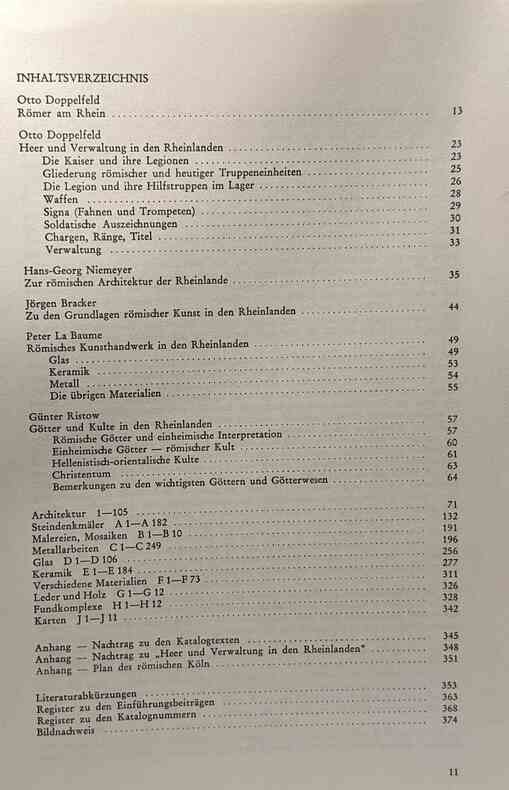 INHALTSVERZEICHNIS
Otto Doppelfeld
Römer am Rhein 13
Otto Doppelfeld
Heer und Verwaltung in den Rheinlanden 23
Die Kaiser und ihre Legionen 23
Gliederung römischer und heutiger Truppeneinheiten 25
Die Legion und ihre Hilfstruppen im Lager 26
Waffen 28
Signa (Fahnen und Trompeten) 29
Soldatische Auszeichnungen 30
Chargen, Ränge, Titel 31
Verwaltung 33
Hans-Georg Niemeyer
Zur römischen Architektur der Rheinlande 35
Jörgen Bracker
Zu den Grundlagen römischer Kunst in den Rheinlanden 44
Peter La Baume
Römisches Kunsthandwerk in den Rheinlanden 49
Glas 49
Keramik 53
Metall 54
Die übrigen Materialien 55
Günter Ristow
Götter und Kulte in den Rheinlanden 57
Römische Götter und einheimische Interpretation 57
Einheimische Götter — römischer Kult 60
Hellenistisch-orientalische Kulte 61
Christentum 63
Bemerkungen zu den wichtigsten Göttern und Götterwesen 64
Architektur 1—105 71
Steindenkmäler A 1—A 182 132
Malereien, Mosaiken B 1—B 10 191
Metallarbeiten C 1—C 249 196
Glas D 1—D 106 256
Keramik E 1—E 184 277
Verschiedene Materialien F 1—F 73 311
Leder und Holz G 1—G 12 326
Fundkomplexe H 1—H 12 328
Karten J 1—J 11 342
Anhang — Nachtrag zu den Katalogtexten 345
Anhang — Nachtrag zu „Heer und Verwaltung in den Rheinlanden" 348
Anhang — Plan des römischen Köln 351
Literaturabkürzungen 353
Register zu den Einführungsbeiträgen 363
Register zu den Katalognummern 368
Bildnachweis 374
11